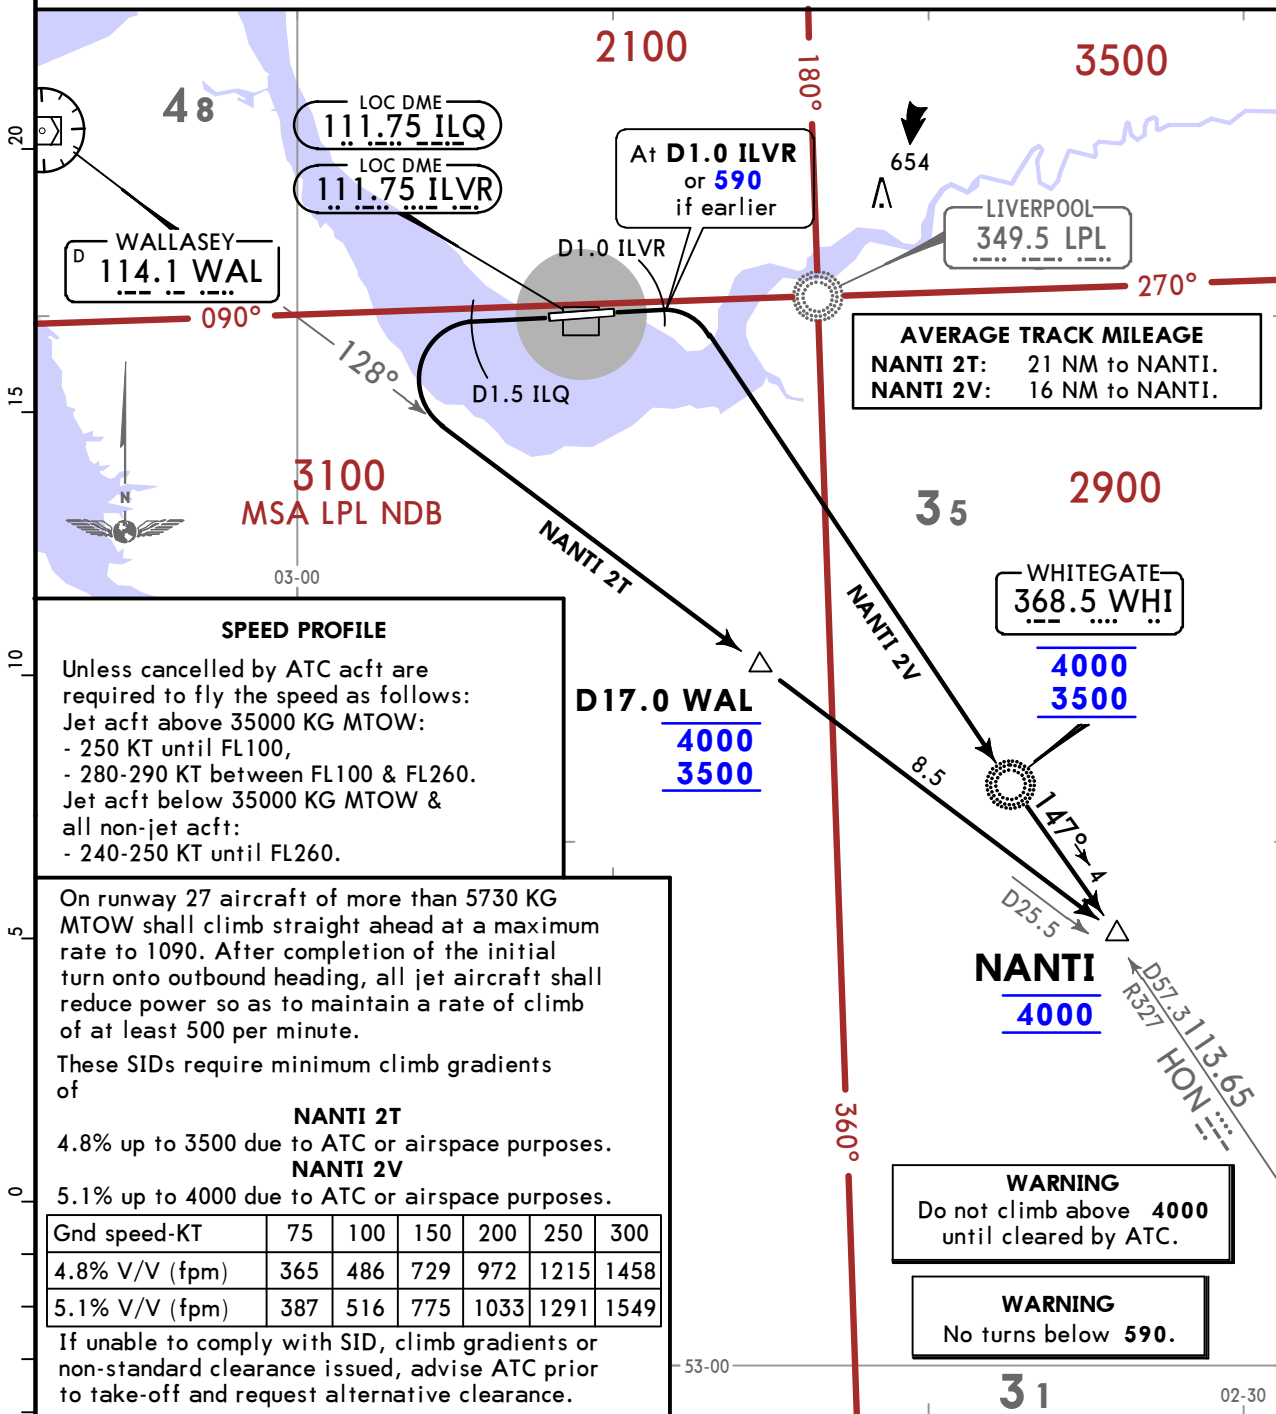 2100
3500
180°
48
LOC DME
111.75 ILQ
LOC DME
111.75 ILVR
At D1.0 ILVR
or 590
if earlier
654
20
WALLASEY
D 114.1 WAL
D1.0 ILVR
LIVERPOOL
349.5 LPL
090°
270°
AVERAGE TRACK MILEAGE
NANTI 2T: 21 NM to NANTI.
NANTI 2V: 16 NM to NANTI.
128°
D1.5 ILQ
15
3100
MSA LPL NDB
2900
35
N
NANTI 2T
03-00
WHITEGATE
368.5 WHI
4000
3500
NANTI 2V
10
D17.0 WAL
4000
3500
8.5
147°
4
D25.5
5
NANTI
4000
D57.3
R327
113.65
HON
SPEED PROFILE
Unless cancelled by ATC acft are
required to fly the speed as follows:
Jet acft above 35000 KG MTOW:
- 250 KT until FL100,
- 280-290 KT between FL100 & FL260.
Jet acft below 35000 KG MTOW &
all non-jet acft:
- 240-250 KT until FL260.
On runway 27 aircraft of more than 5730 KG
MTOW shall climb straight ahead at a maximum
rate to 1090. After completion of the initial
turn onto outbound heading, all jet aircraft shall
reduce power so as to maintain a rate of climb
of at least 500 per minute.
These SIDs require minimum climb gradients
of
NANTI 2T
4.8% up to 3500 due to ATC or airspace purposes.
NANTI 2V
5.1% up to 4000 due to ATC or airspace purposes.
0
Gnd speed-KT 75 100 150 200 250 300
4.8% V/V (fpm) 365 486 729 972 1215 1458
5.1% V/V (fpm) 387 516 775 1033 1291 1549
If unable to comply with SID, climb gradients or
non-standard clearance issued, advise ATC prior
to take-off and request alternative clearance.
360°
WARNING
Do not climb above 4000
until cleared by ATC.
WARNING
No turns below 590.
53-00
31
02-30